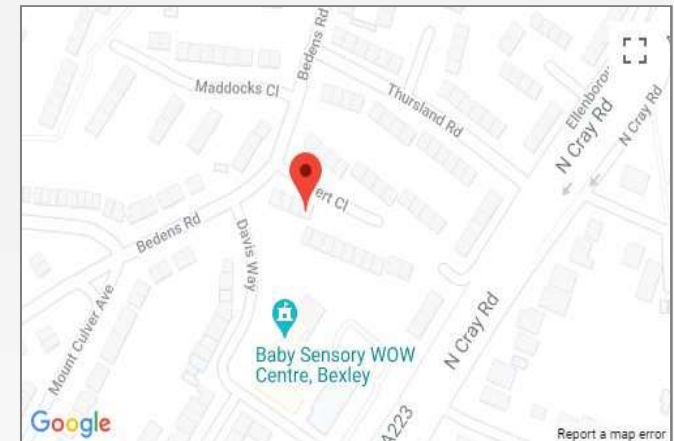 Bedens Rd
Maddocks Cl
Thursland Rd
N Cray Rd
N Cray Rd
ert Cl
Bedens Rd
Davis Way
Mount Culver Ave
Baby Sensory WOW
Centre, Bexley
N Cray Rd
A223
Google
Report a map error